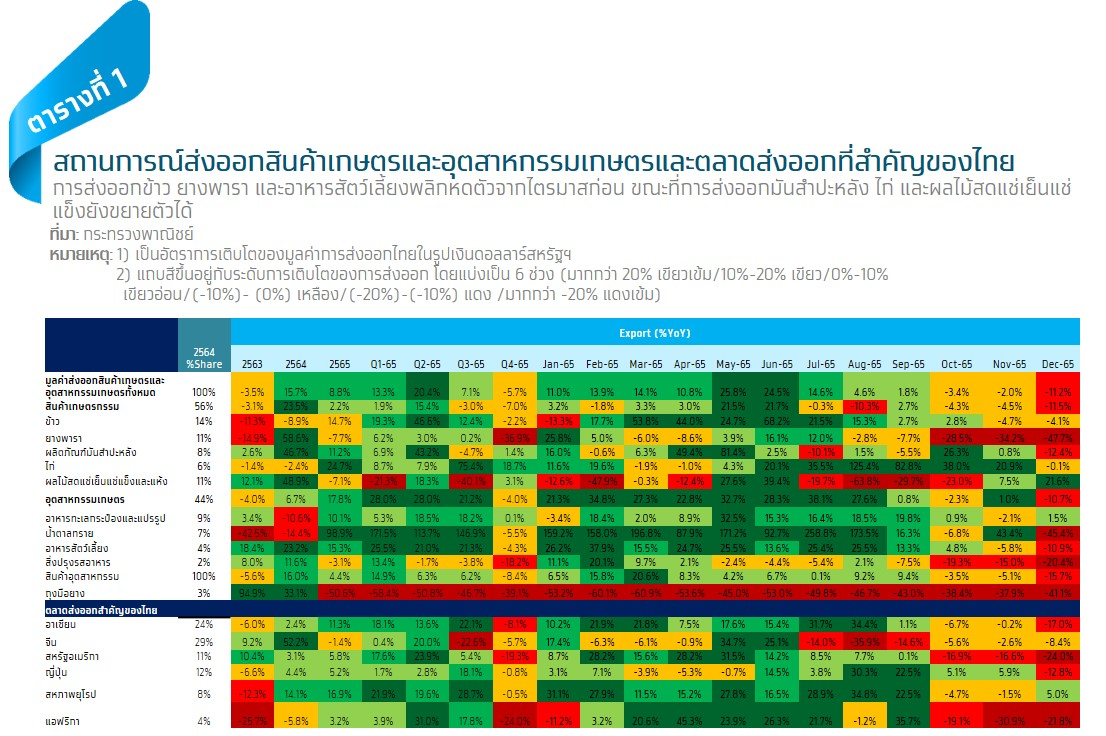 ตารางที่ 1
สถานการณ์ส่งออกสินค้าเกษตรและอุตสาหกรรมเกษตรและตลาดส่งออกที่สำคัญของไทย
การส่งออกข้าว ยางพารา และอาหารสัตว์เลี้ยงพลิกหดตัวจากไตรมาสก่อน ขณะที่การส่งออกมันสำปะหลัง ไก่ และผลไม้สดแช่เย็นแช่
แข็งยังขยายตัวได้
ที่มา: กระทรวงพาณิชย์
หมายเหตุ: 1) เป็นอัตราการเติบโตของมูลค่าการส่งออกไทยในรูปเงินดอลลาร์สหรัฐฯ
2) แถบสีขึ้นอยู่กับระดับการเติบโตของการส่งออก โดยแบ่งเป็น 6 ช่วง (มากกว่า 20% เขียวเข้ม/10%-20% เขียว/0%-10%
เขียวอ่อน/(-10%)- (0%) เหลือง/(-20%)-(-10%) แดง /มากกว่า -20% แดงเข้ม)
Export (%YoY)
2564
%Share 2563 2564 2565 Q1-65 Q2-65 Q3-65 Q4-65 Jan-65 Feb-65 Mar-65 Apr-65 May-65 Jun-65 Jul-65 Aug-65 Sep-65 Oct-65 Nov-65 Dec-65
มูลค่าส่งออกสินค้าเกษตรและ
อุตสาหกรรมเกษตรทั้งหมด 100% -3.5% 15.7% 8.8% 13.3% 20.4% 7.1% -5.7% 11.0% 13.9% 14.1% 10.8% 25.8% 24.5% 14.6% 4.6% 1.8% -3.4% -2.0% -11.2%
สินค้าเกษตรกรรม 56% -3.1% 23.5% 2.2% 1.9% 15.4% -3.0% -7.0% 3.2% -1.8% 3.3% 3.0% 21.5% 21.7% -0.3% -10.3% 2.7% -4.3% -4.5% -11.5%
ข้าว 14% -11.3% -8.9% 14.7% 19.3% 46.6% 12.4% -2.2% -13.3% 17.7% 53.8% 44.0% 24.7% 68.2% 21.5% 15.3% 2.7% 2.8% -4.7% -4.1%
ยางพารา 11% -14.9% 58.6% -7.7% 6.2% 3.0% 0.2% -36.9% 25.8% 5.0% -6.0% -8.6% 3.9% 16.1% 12.0% -2.8% -7.7% -28.5% -34.2% -47.7%
ผลิตภัณฑ์มันสำปะหลัง 8% 2.6% 46.7% 11.2% 6.9% 43.2% -4.7% 1.4% 16.0% -0.6% 6.3% 49.4% 81.4% 2.5% -10.1% 1.5% -5.5% 26.3% 0.8% -12.4%
ไก่ 6% -1.4% -2.4% 24.7% 8.7% 7.9% 75.4% 18.7% 11.6% 19.6% -1.9% -1.0% 4.3% 20.1% 35.5% 125.4% 82.8% 38.0% 20.9% -0.1%
ผลไม้สดแช่เย็นแช่แข็งและแห้ง 11% 12.1% 48.9% -7.1% -21.3% 18.3% -40.1% 3.1% -12.6% -47.9% -0.3% -12.4% 27.6% 39.4% -19.7% -63.8% -29.7% -23.0% 7.5% 21.6%
อุตสาหกรรมเกษตร 44% -4.0% 6.7% 17.8% 28.0% 28.0% 21.2% -4.0% 21.3% 34.8% 27.3% 22.8% 32.7% 28.3% 38.1% 27.6% 0.8% -2.3% 1.0% -10.7%
อาหารทะเลกระป๋องและแปรรูป 9% 3.4% -10.6% 10.1% 5.3% 18.5% 18.2% 0.1% -3.4% 18.4% 2.0% 8.9% 32.5% 15.3% 16.4% 18.5% 19.8% 0.9% -2.1% 1.5%
น้ำตาลทราย 7% -42.5% -14.4% 98.9% 171.5% 113.7% 146.9% -5.5% 159.2% 158.0% 196.8% 87.9% 171.2% 92.7% 258.8% 173.5% 16.3% -6.8% 43.4% -45.4%
อาหารสัตว์เลี้ยง 4% 18.4% 23.2% 15.3% 25.5% 21.0% 21.3% -4.3% 26.2% 37.9% 15.5% 24.7% 25.5% 13.6% 25.4% 25.5% 13.3% 4.8% -5.8% -10.9%
สิ่งปรุงรสอาหาร 2% 8.0% 11.6% -3.1% 13.4% -1.7% -3.8% -18.2% 11.1% 20.1% 9.7% 2.1% -2.4% -4.4% -5.4% 2.1% -7.5% -19.3% -15.0% -20.4%
สินค้าอุตสาหกรรม 100% -5.6% 16.0% 4.4% 14.9% 6.3% 6.2% -8.4% 6.5% 15.8% 20.6% 8.3% 4.2% 6.7% 0.1% 9.2% 9.4% -3.5% -5.1% -15.7%
ถุงมือยาง 3% 94.9% 33.1% -50.6% -58.4% -50.8% -46.7% -39.1% -53.2% -60.1% -60.9% -53.6% -45.0% -53.0% -49.8% -46.7% -43.0% -38.4% -37.9% -41.1%
ตลาดส่งออกสำคัญของไทย
อาเซียน 24% -6.0% 2.4% 11.3% 18.1% 13.6% 22.1% -8.1% 10.2% 21.9% 21.8% 7.5% 17.6% 15.4% 31.7% 34.4% 1.1% -6.7% -0.2% -17.0%
จีน 29% 9.2% 52.2% -1.4% 0.4% 20.0% -22.6% -5.7% 17.4% -6.3% -6.1% -0.9% 34.7% 25.1% -14.0% -35.9% -14.6% -5.6% -2.6% -8.4%
สหรัฐอเมริกา 11% 10.4% 3.1% 5.8% 17.6% 23.9% 5.4% -19.3% 8.7% 28.2% 15.6% 28.2% 31.5% 14.2% 8.5% 7.7% 0.1% -16.9% -16.6% -24.0%
ญี่ปุ่น 12% -6.6% 4.4% 5.2% 1.7% 2.8% 18.1% -0.8% 3.1% 7.1% -3.9% -5.3% -0.7% 14.5% 3.8% 30.3% 22.5% 5.1% 5.9% -12.8%
สหภาพยุโรป 8% -12.3% 14.1% 16.9% 21.9% 19.6% 28.7% -0.5% 31.1% 27.9% 11.5% 15.2% 27.8% 16.5% 28.9% 34.8% 22.5% -4.7% -1.5% 5.0%
แอฟริกา 4% -25.7% -5.8% 3.2% 3.9% 31.0% 17.8% -24.0% -11.2% 3.2% 20.6% 45.3% 23.9% 26.3% 21.7% -1.2% 35.7% -19.1% -30.9% -21.8%